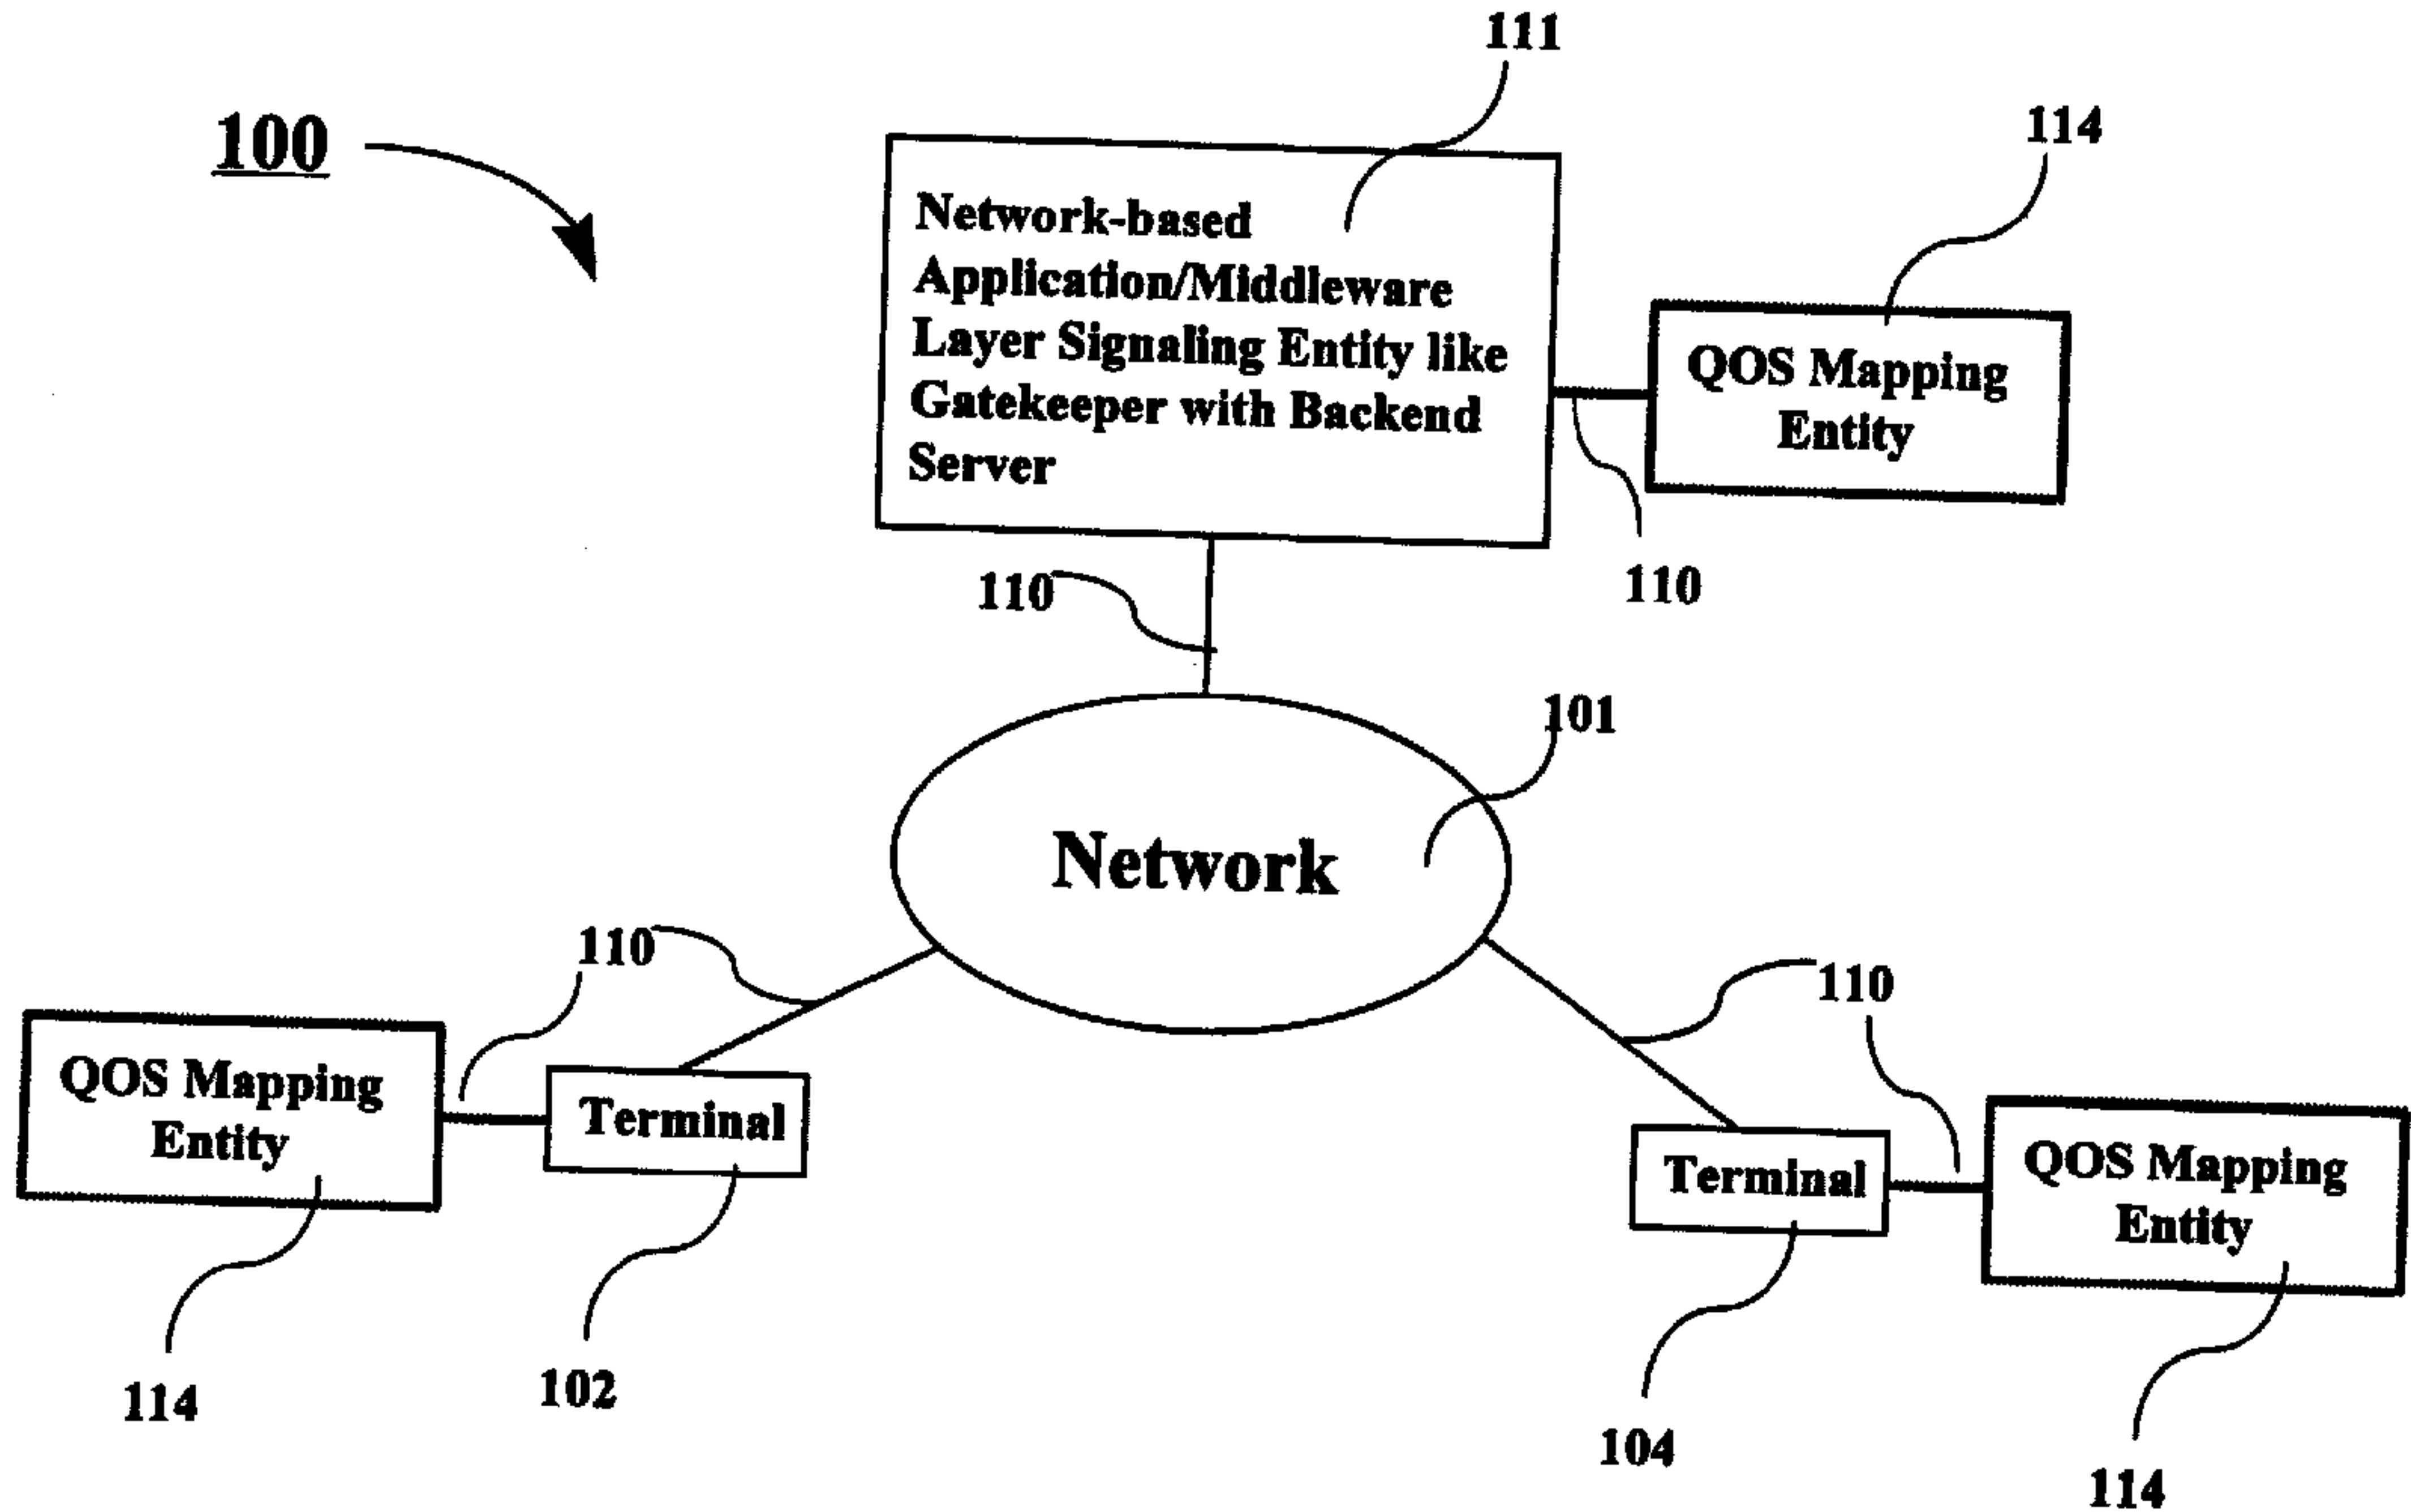 111
100
114
Network-based
Application/Middleware
Layer Signaling Entity like
Gatekeeper with Backend
Server
QOS Mapping
Entity
110
110
101
Network
110
110
QOS Mapping
Entity
Terminal
Terminal
QOS Mapping
Entity
114
102
104
114